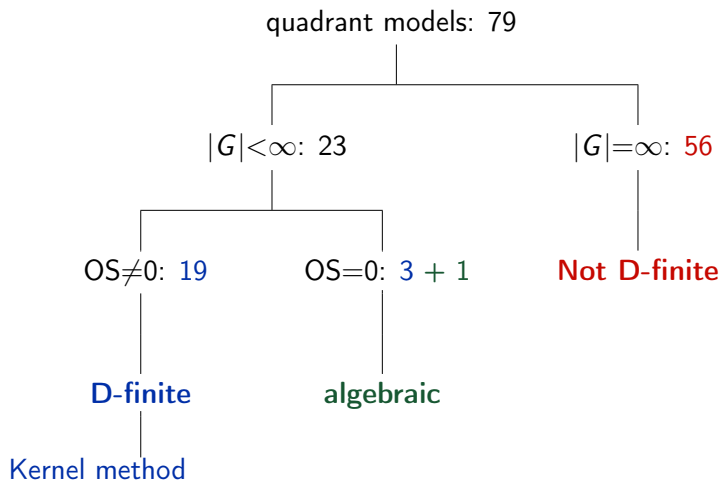 quadrant models: 79
|G|<∞: 23
|G|=∞: 56
OS≠0: 19
OS=0: 3 + 1
Not D-finite
D-finite
algebraic
Kernel method